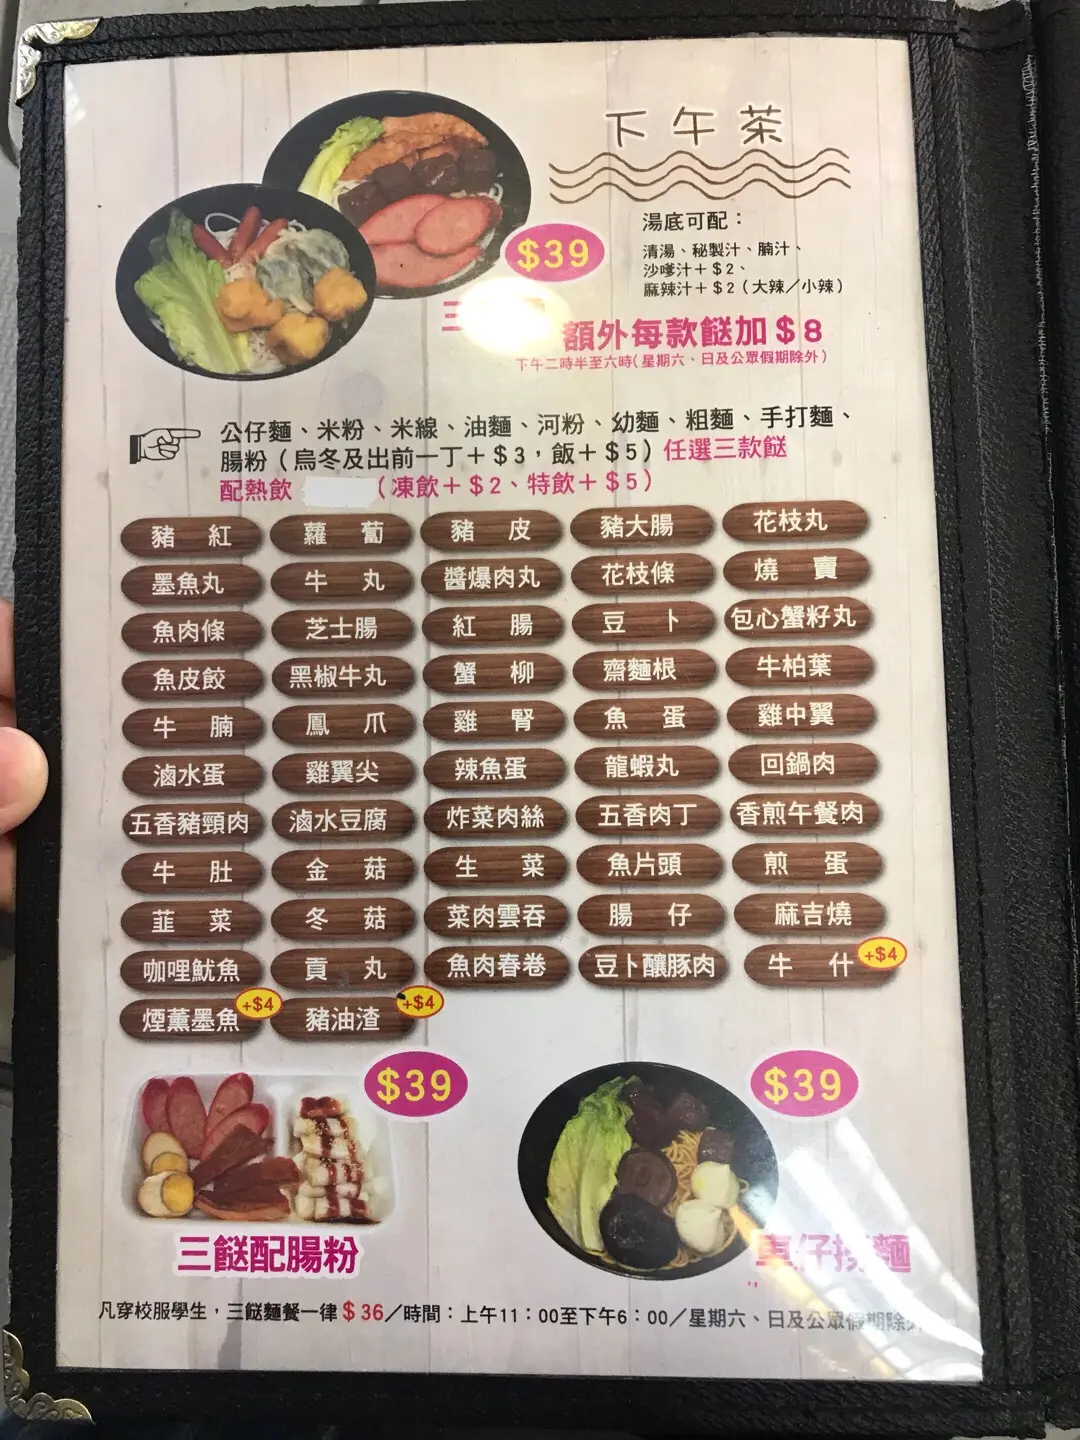 下午茶
湯底可配：
清湯、秘製汁、腩汁、
沙嗲汁＋$2、
麻辣汁＋$2（大辣／小辣）
$39
三
額外每款餸加$8
下午二時半至六時（星期六、日及公眾假期除外）
公仔麵、米粉、米線、油麵、河粉、幼麵、粗麵、手打麵、
腸粉（烏冬及出前一丁＋$3，飯＋$5）任選三款餸
配熱飲（凍飲＋$2、特飲＋$5）
豬紅 蘿蔔 豬皮 豬大腸 花枝丸
墨魚丸 牛丸 醬爆肉丸 花枝條 燒賣
魚肉條 芝士腸 紅腸 豆卜 包心蟹籽丸
魚皮餃 黑椒牛丸 蟹柳 齋麵根 牛柏葉
牛腩 鳳爪 雞腎 魚蛋 雞中翼
滷水蛋 雞翼尖 辣魚蛋 龍蝦丸 回鍋肉
五香豬頸肉 滷水豆腐 炸菜肉絲 五香肉丁 香煎午餐肉
牛肚 金菇 生菜 魚片頭 煎蛋
韮菜 冬菇 菜肉雲吞 腸仔 麻吉燒
咖哩魷魚 貢丸 魚肉春卷 豆卜釀豚肉 牛什 +$4
煙薰墨魚 +$4 豬油渣 +$4
$39 $39
三餸配腸粉
車仔撈麵
凡穿校服學生，三餸麵餐一律$36／時間：上午11：00至下午6：00／星期六、日及公眾假期除外